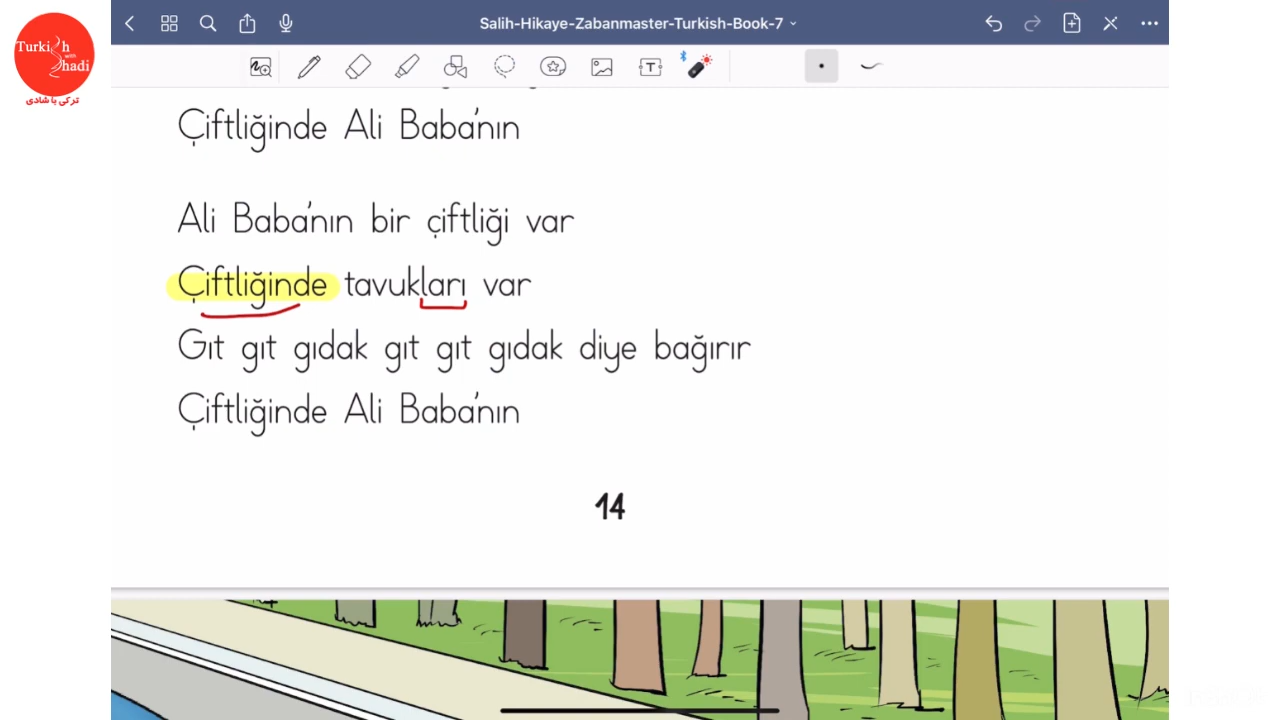 Salih-Hikaye-Zabanmaster-Turkish-Book-7
Turkish
with
Shadi
ترکی با شادی
Çiftliğinde Ali Baba'nın
Ali Baba'nın bir çiftliği var
Çiftliğinde tavukları var
Gıt gıt gıdak gıt gıt gıdak diye bağırır
Çiftliğinde Ali Baba'nın
14